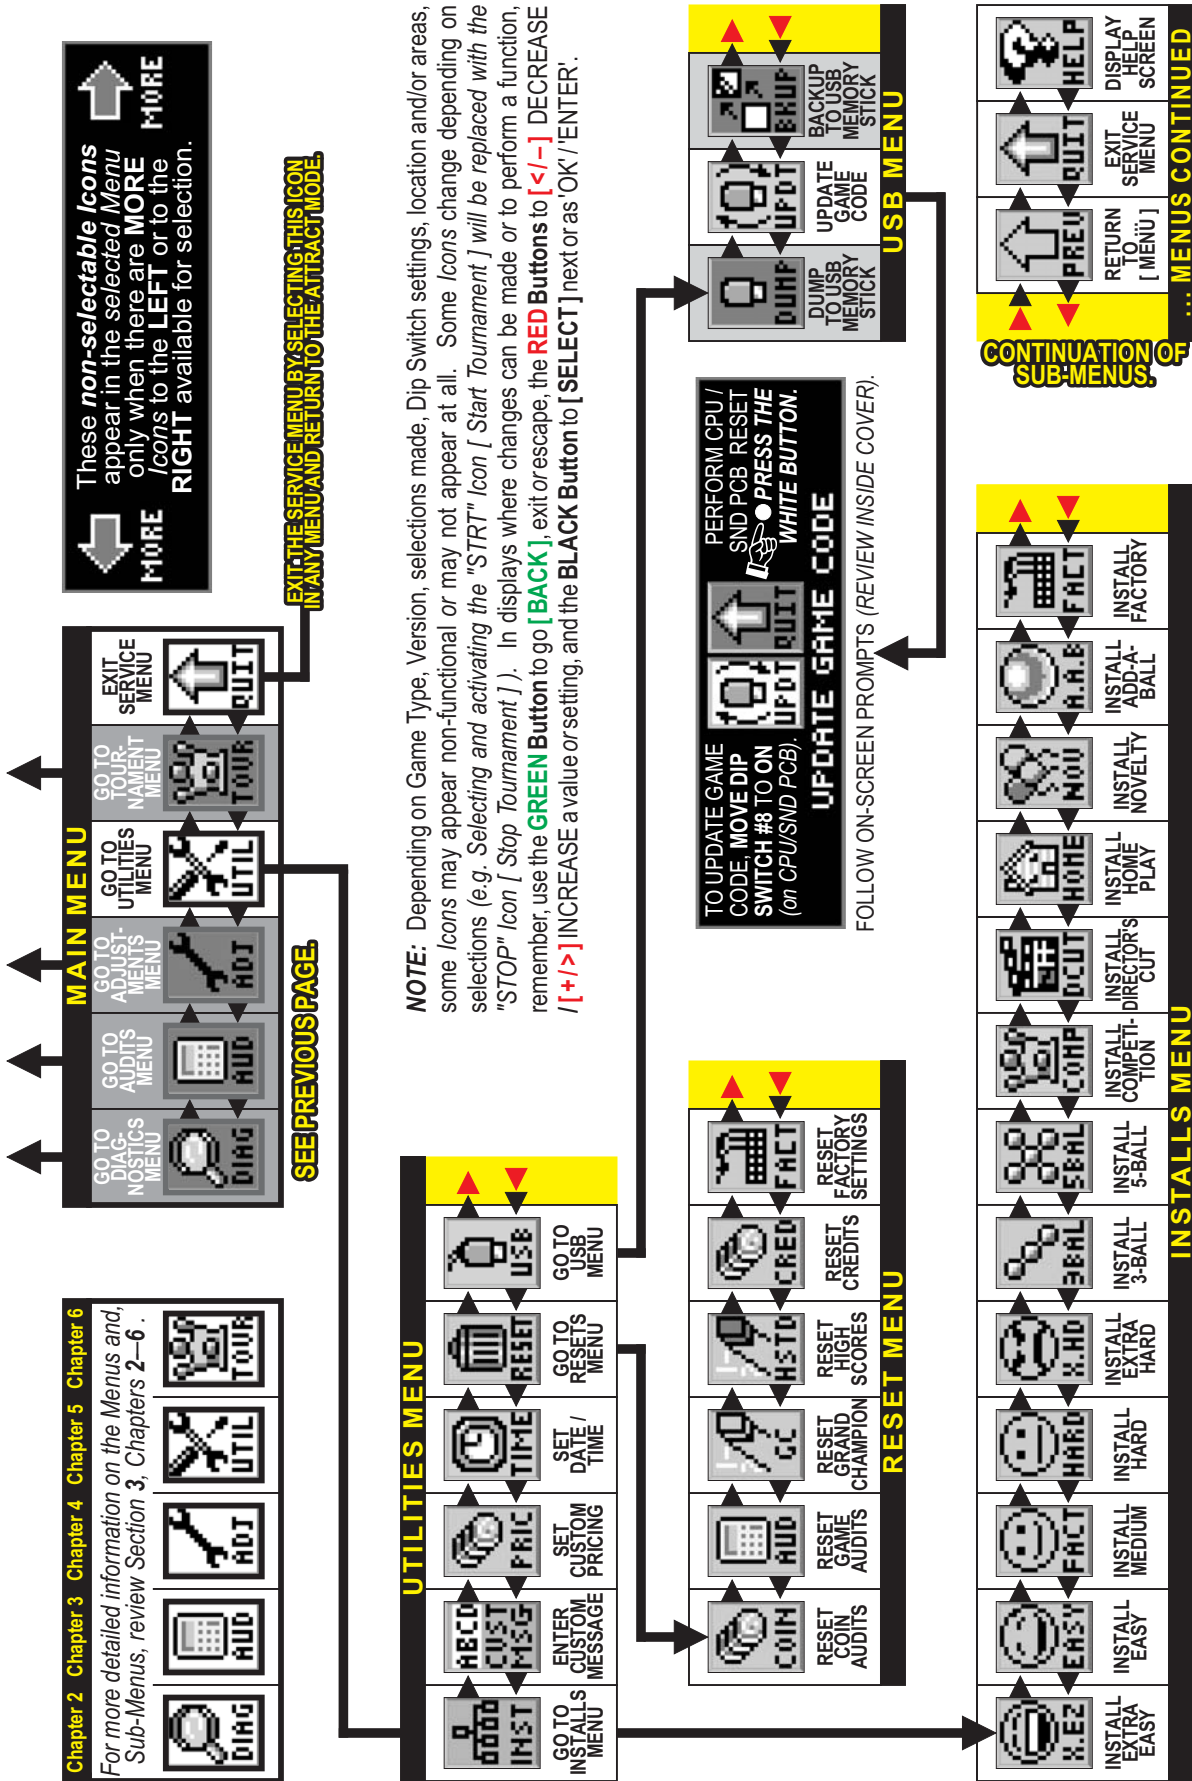 Chapter 2 Chapter 3 Chapter 4 Chapter 5 Chapter 6
For more detailed information on the Menus and,
Sub-Menus, review Section 3, Chapters 2–6 .
DIAG
AUD
ADJ
UTIL
TOUR
MAIN MENU
GO TO
DIAG-
NOSTICS
MENU
GO TO
AUDITS
MENU
GO TO
ADJUST-
MENTS
MENU
GO TO
UTILITIES
MENU
GO TO
TOUR-
NAMENT
MENU
EXIT
SERVICE
MENU
DIAG
AUD
ADJ
UTIL
TOUR
QUIT
SEE PREVIOUS PAGE.
MORE
These non-selectable Icons
appear in the selected Menu
only when there are MORE
Icons to the LEFT or to the
RIGHT available for selection.
MORE
EXIT THE SERVICE MENU BY SELECTING THIS ICON
IN ANY MENU AND RETURN TO THE ATTRACT MODE.
UTILITIES MENU
INST
ABCD
CUST
MSG
PRIC
TIME
RESET
USB
GO TO
INSTALLS
MENU
ENTER
CUSTOM
MESSAGE
SET
CUSTOM
PRICING
SET
DATE /
TIME
GO TO
RESETS
MENU
GO TO
USB
MENU
NOTE: Depending on Game Type, Version, selections made, Dip Switch settings, location and/or areas,
some Icons may appear non-functional or may not appear at all. Some Icons change depending on
selections (e.g. Selecting and activating the "STRT" Icon [ Start Tournament ] will be replaced with the
"STOP" Icon [ Stop Tournament ] ). In displays where changes can be made or to perform a function,
remember, use the GREEN Button to go [ BACK ], exit or escape, the RED Buttons to [ < / – ] DECREASE
/ [ + / > ] INCREASE a value or setting, and the BLACK Button to [ SELECT ] next or as 'OK' / 'ENTER'.
COIN
AUD
GC
HSTD
CRED
FACT
RESET
COIN
AUDITS
RESET
GAME
AUDITS
RESET
GRAND
CHAMPION
RESET
HIGH
SCORES
RESET
CREDITS
RESET
FACTORY
SETTINGS
RESET MENU
TO UPDATE GAME
CODE, MOVE DIP
SWITCH #8 TO ON
(on CPU/SND PCB).
UPDT
QUIT
PERFORM CPU /
SND PCB RESET
PRESS THE
WHITE BUTTON.
UPDATE GAME CODE
FOLLOW ON-SCREEN PROMPTS (REVIEW INSIDE COVER).
DUMP
UPDT
BKUP
DUMP
TO USB
MEMORY
STICK
UPDATE
GAME
CODE
BACKUP
TO USB
MEMORY
STICK
USB MENU
X.EZ
EASY
FACT
HARD
X.HD
3BAL
5BAL
COMP
DCUT
HOME
NOV
A.A.B
FACT
INSTALL
EXTRA
EASY
INSTALL
EASY
INSTALL
MEDIUM
INSTALL
HARD
INSTALL
EXTRA
HARD
INSTALL
3-BALL
INSTALL
5-BALL
INSTALL
COMPETI-
TION
INSTALL
DIRECTOR'S
CUT
INSTALL
HOME
PLAY
INSTALL
NOVELTY
INSTALL
ADD-A-
BALL
INSTALL
FACTORY
INSTALLS MENU
CONTINUATION OF
SUB-MENUS.
PREV
QUIT
HELP
RETURN
TO...
[ MENU ]
EXIT
SERVICE
MENU
DISPLAY
HELP
SCREEN
... MENUS CONTINUED